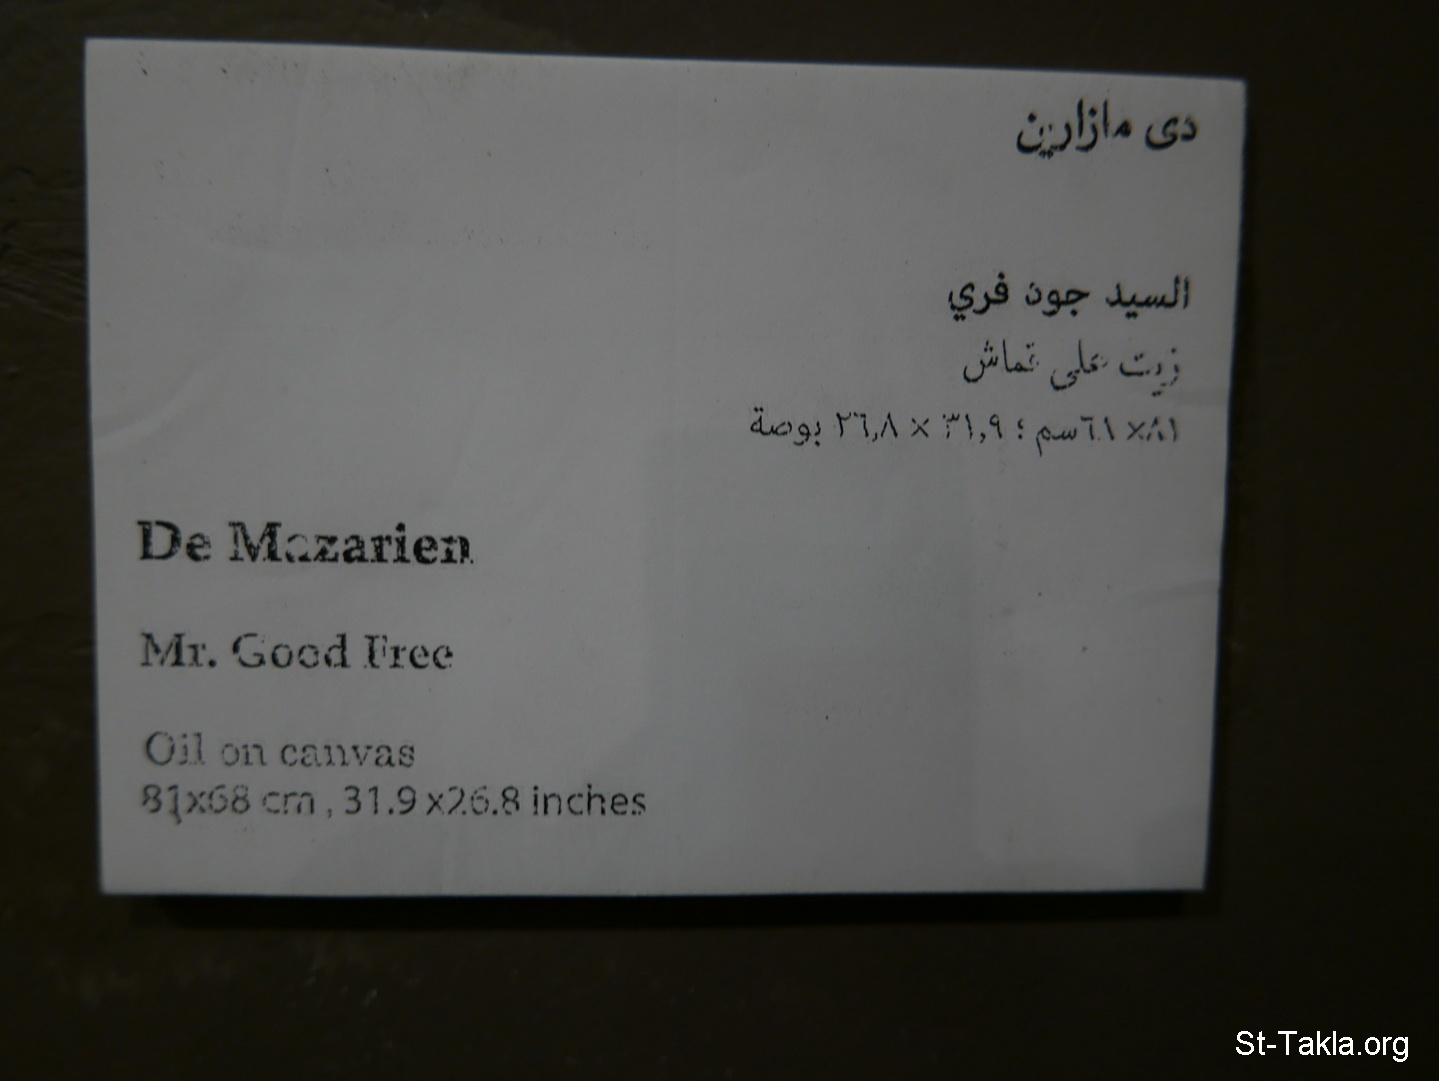 دى مازارين
السيد جون فري
زيت على قماش
٨١× ٦٨سم ؛ ٣١,٩ × ٢٦,٨ بوصة
De Mazarien
Mr. Good Free
Oil on canvas
81x68 cm , 31.9 x26.8 inches
St-Takla.org